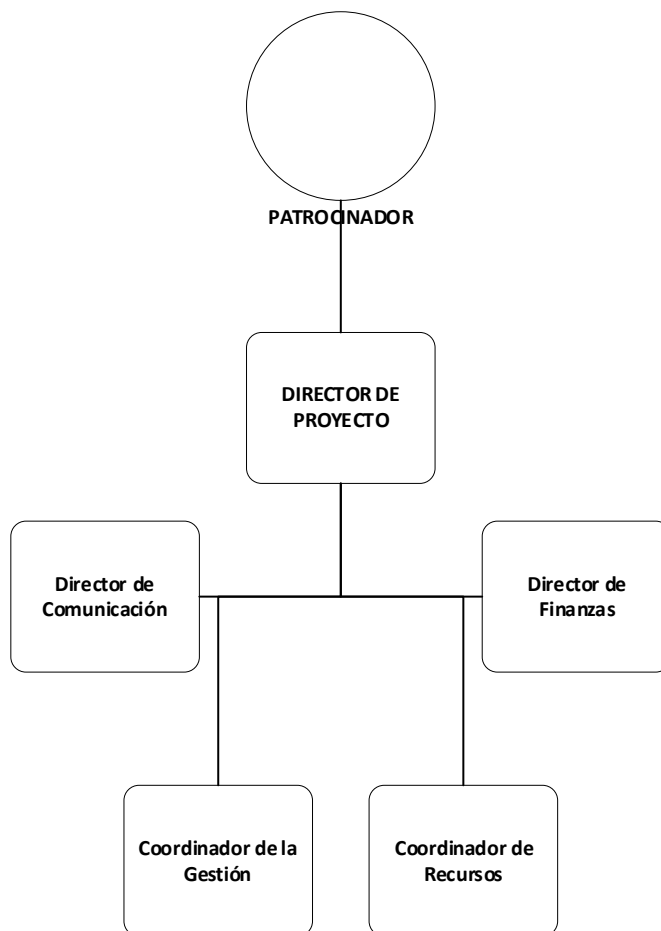 PATROCINADOR
DIRECTOR DE
PROYECTO
Director de
Comunicación
Director de
Finanzas
Coordinador de la
Gestión
Coordinador de
Recursos